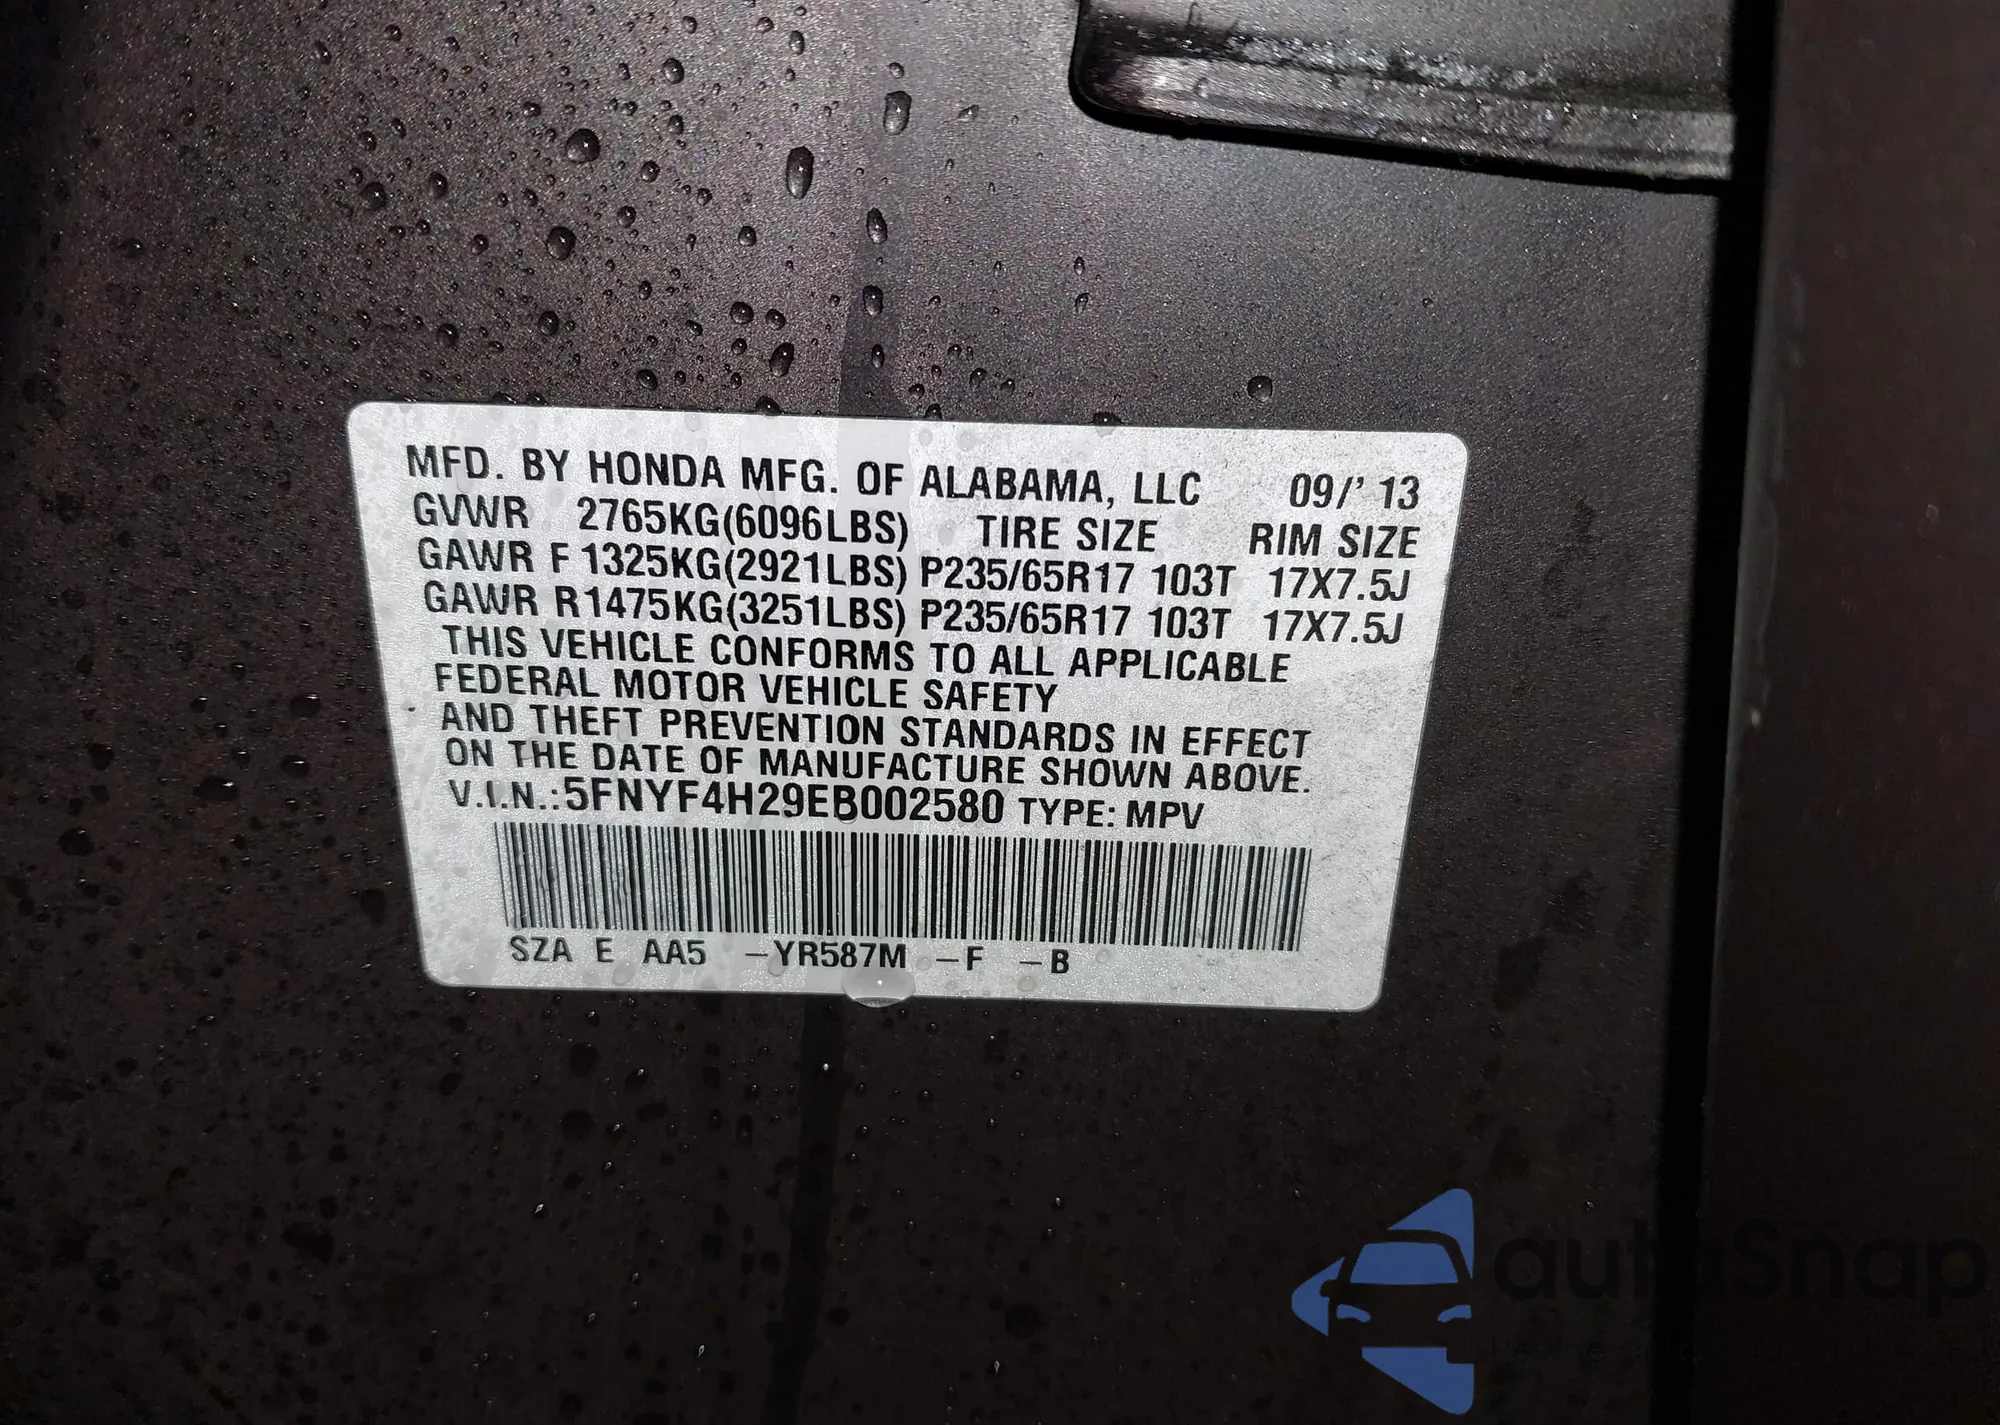 MFD. BY HONDA MFG. OF ALABAMA, LLC 09/' 13
GVWR 2765KG(6096LBS) TIRE SIZE RIM SIZE
GAWR F 1325KG(2921LBS) P235/65R17 103T 17X7.5J
GAWR R1475KG(3251LBS) P235/65R17 103T 17X7.5J
THIS VEHICLE CONFORMS TO ALL APPLICABLE
FEDERAL MOTOR VEHICLE SAFETY
AND THEFT PREVENTION STANDARDS IN EFFECT
ON THE DATE OF MANUFACTURE SHOWN ABOVE.
V.I.N.:5FNYF4H29EB002580 TYPE: MPV
SZA E AA5 –YR587M –F –B
autoSnap